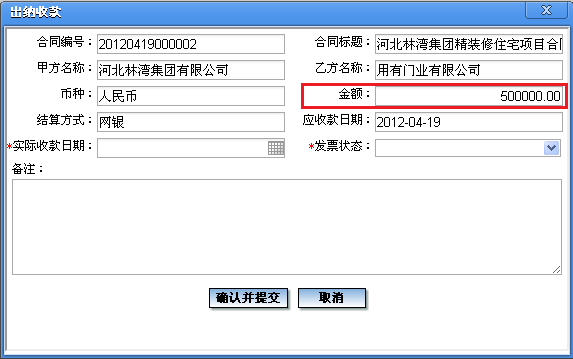 出纳收款
合同编号： 20120419000002 合同标题： 河北林湾集团精装修住宅项目合
甲方名称： 河北林湾集团有限公司 乙方名称： 用有门业有限公司
币种： 人民币 金额： 500000.00
结算方式： 网银 应收款日期： 2012-04-19
*实际收款日期： *发票状态：
备注：
确认并提交 取消